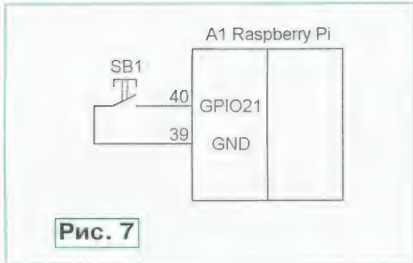 A1 Raspberry Pi
SB1
40
GPIO21
39
GND
Рис. 7